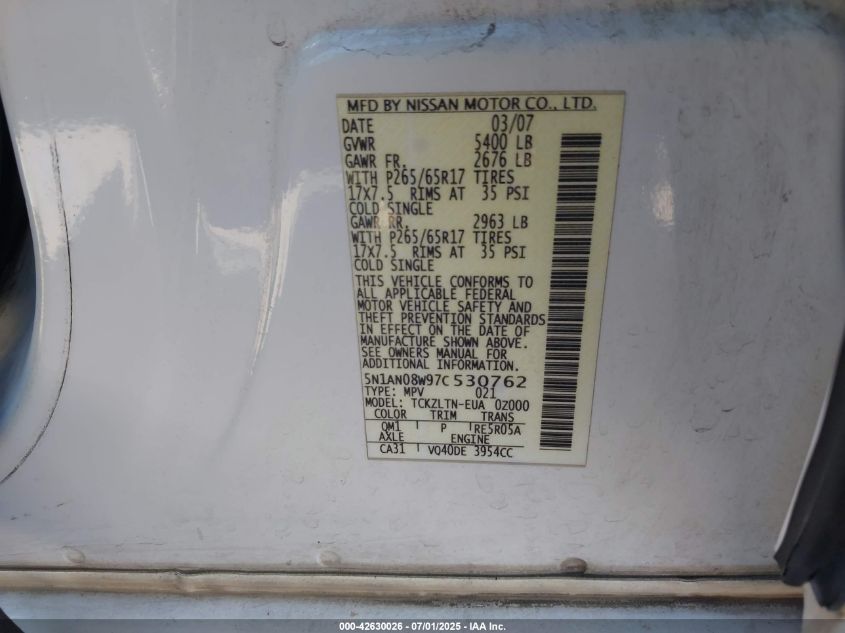 MFD BY NISSAN MOTOR CO., LTD.
DATE 03/07
GVWR 5400 LB
GAWR FR. 2676 LB
WITH P265/65R17 TIRES
17X7.5 RIMS AT 35 PSI
COLD SINGLE
GAWR RR. 2963 LB
WITH P265/65R17 TIRES
17X7.5 RIMS AT 35 PSI
COLD SINGLE
THIS VEHICLE CONFORMS TO
ALL APPLICABLE FEDERAL
MOTOR VEHICLE SAFETY AND
THEFT PREVENTION STANDARDS
IN EFFECT ON THE DATE OF
MANUFACTURE SHOWN ABOVE.
SEE OWNERS MANUAL FOR
ADDITIONAL INFORMATION.
5N1AN08W97C530762
TYPE: MPV 021
MODEL: TCKZLTN-EUA 0Z000
COLOR TRIM TRANS
QM1 P RE5R05A
AXLE ENGINE
CA31 VQ40DE 3954CC
000-42630026 - 07/01/2025 - IAA Inc.